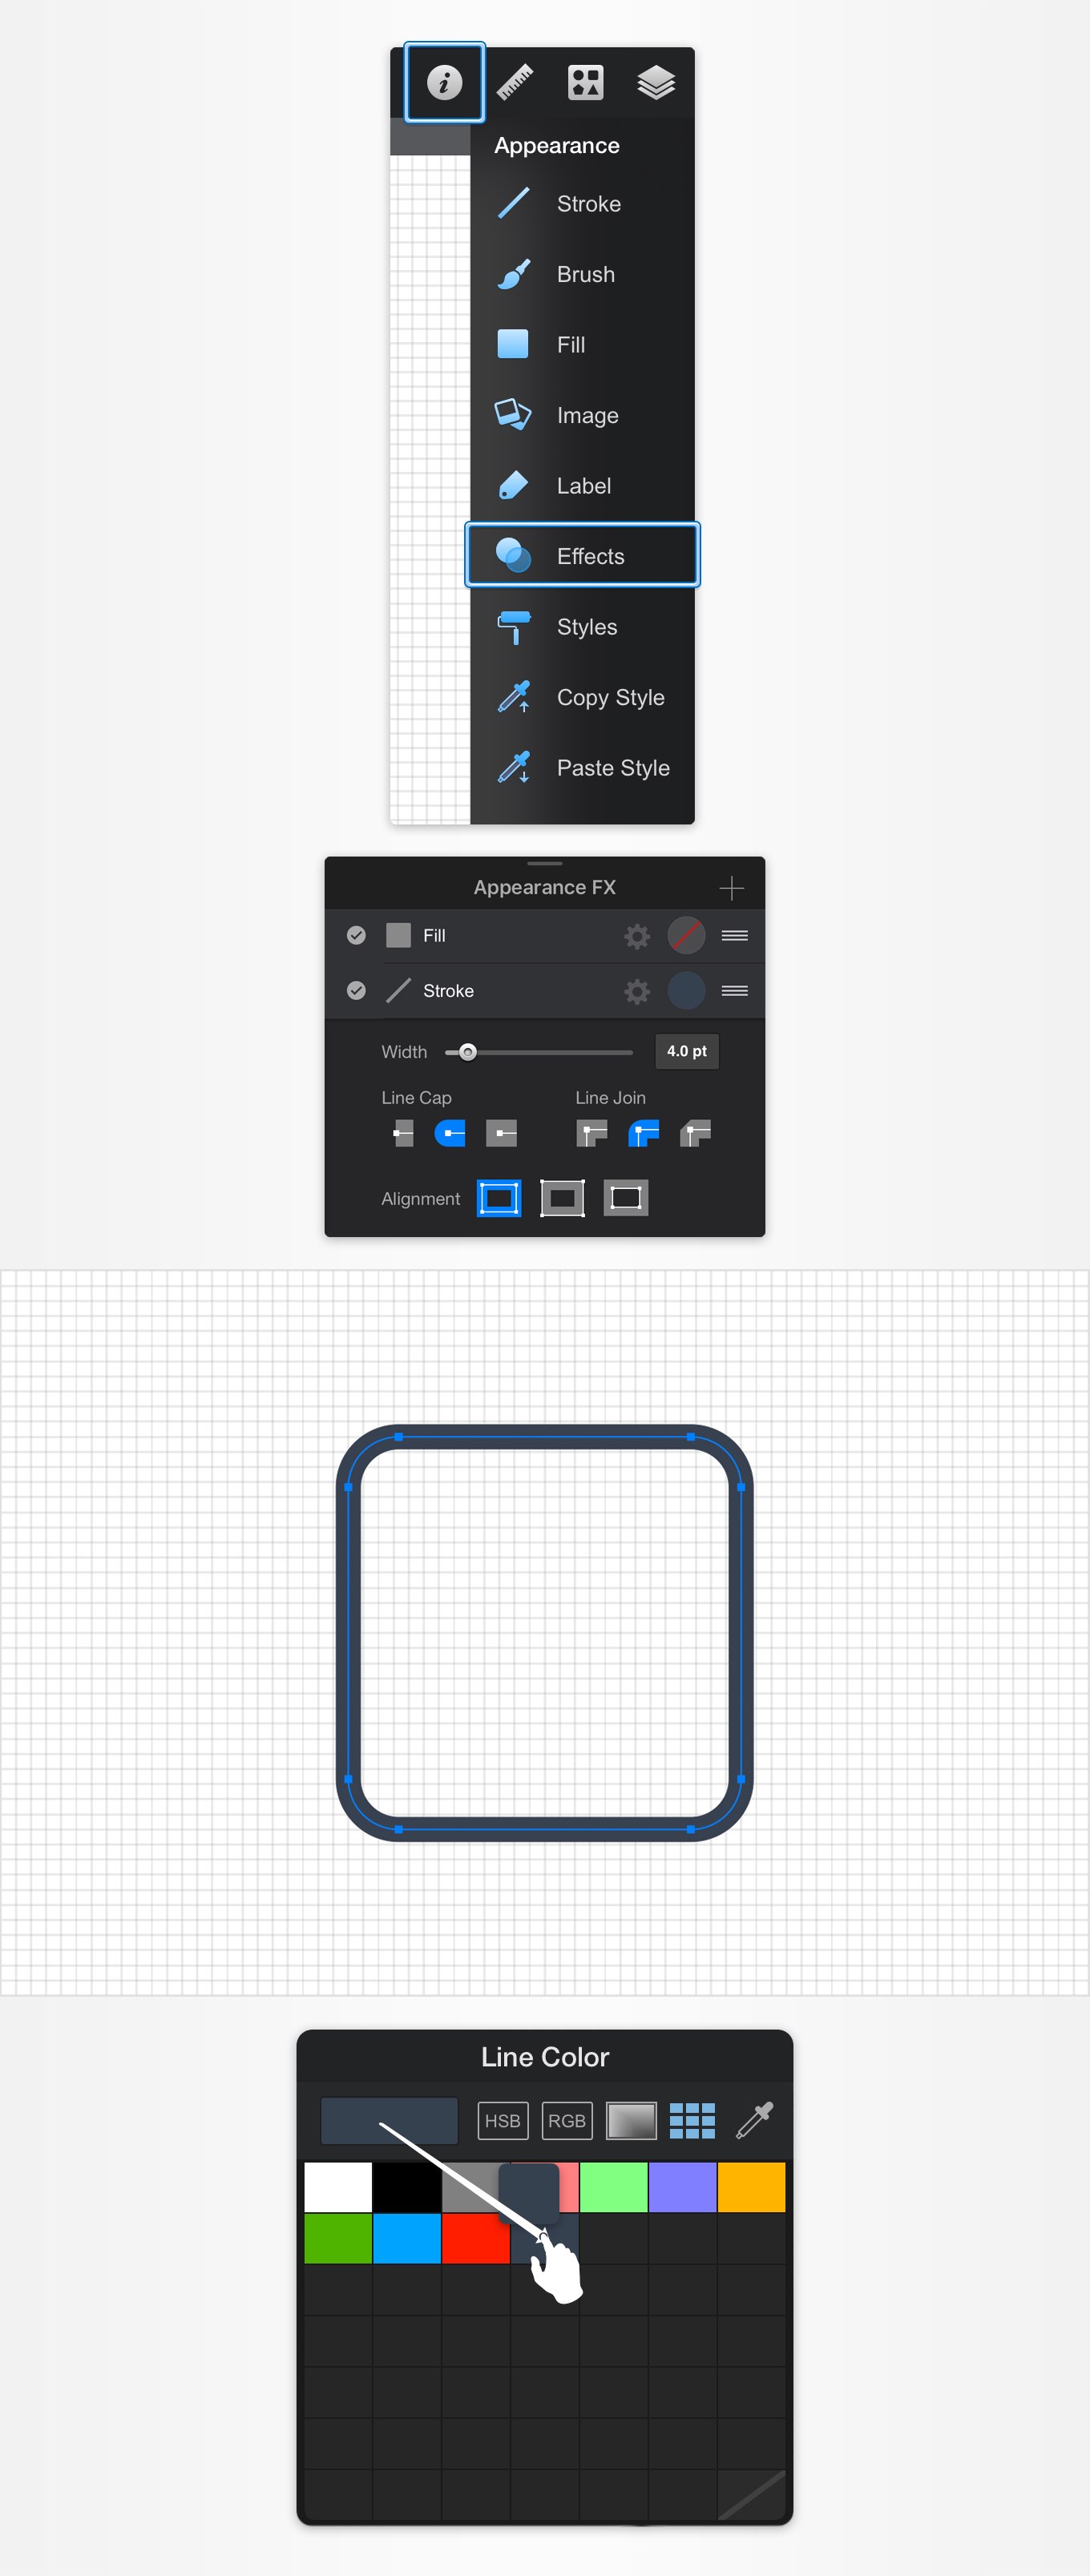 i
Appearance
Stroke
Brush
Fill
Image
Label
Effects
Styles
Copy Style
Paste Style
Appearance FX
Fill
Stroke
Width 4.0 pt
Line Cap Line Join
Alignment
Line Color
HSB RGB